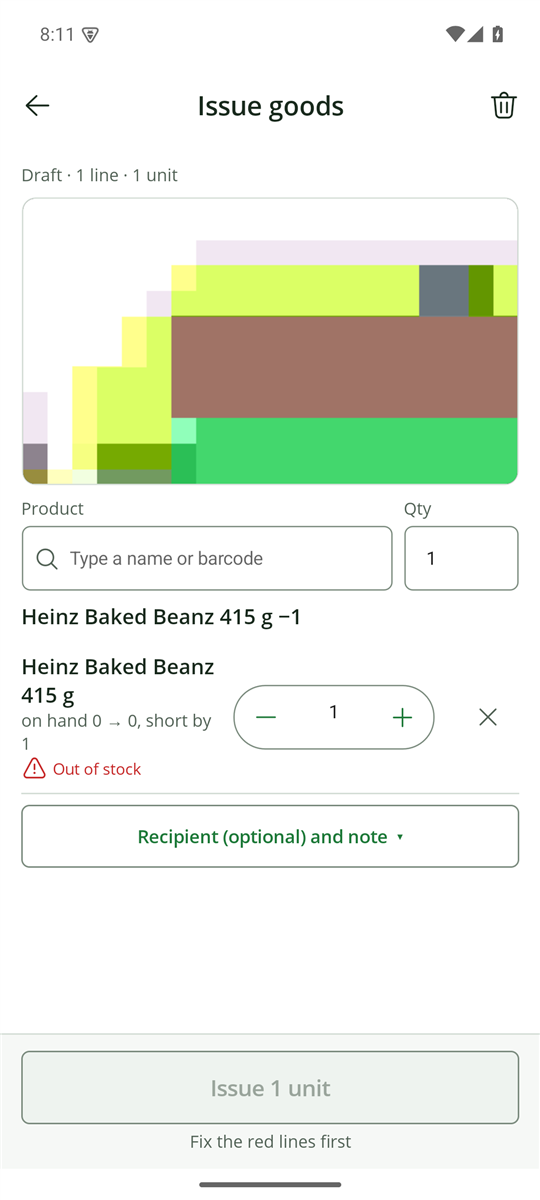 8:11
Issue goods
Draft · 1 line · 1 unit
Product
Qty
Type a name or barcode
1
Heinz Baked Beanz 415 g −1
Heinz Baked Beanz
415 g
on hand 0 → 0, short by
1
Out of stock
1
Recipient (optional) and note ▾
Issue 1 unit
Fix the red lines first